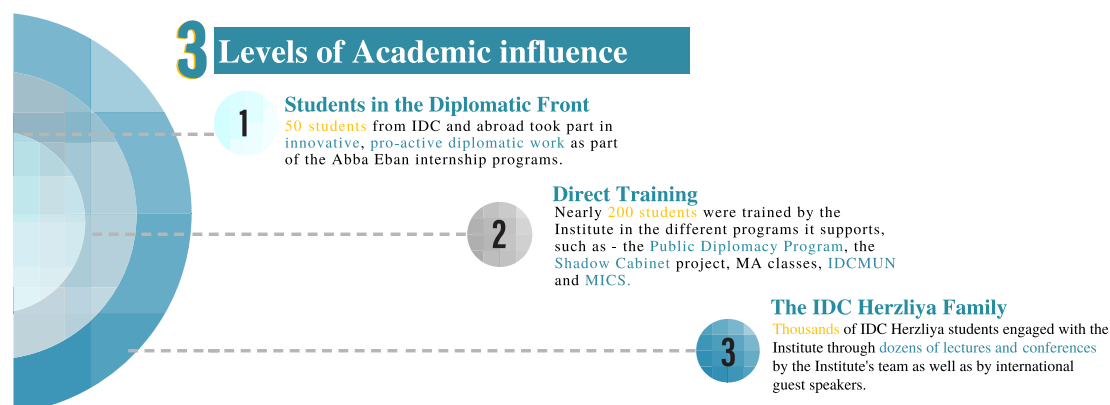 3 Levels of Academic influence
1
Students in the Diplomatic Front
50 students from IDC and abroad took part in
innovative, pro-active diplomatic work as part
of the Abba Eban internship programs.
2
Direct Training
Nearly 200 students were trained by the
Institute in the different programs it supports,
such as - the Public Diplomacy Program, the
Shadow Cabinet project, MA classes, IDCMUN
and MICS.
3
The IDC Herzliya Family
Thousands of IDC Herzliya students engaged with the
Institute through dozens of lectures and conferences
by the Institute's team as well as by international
guest speakers.